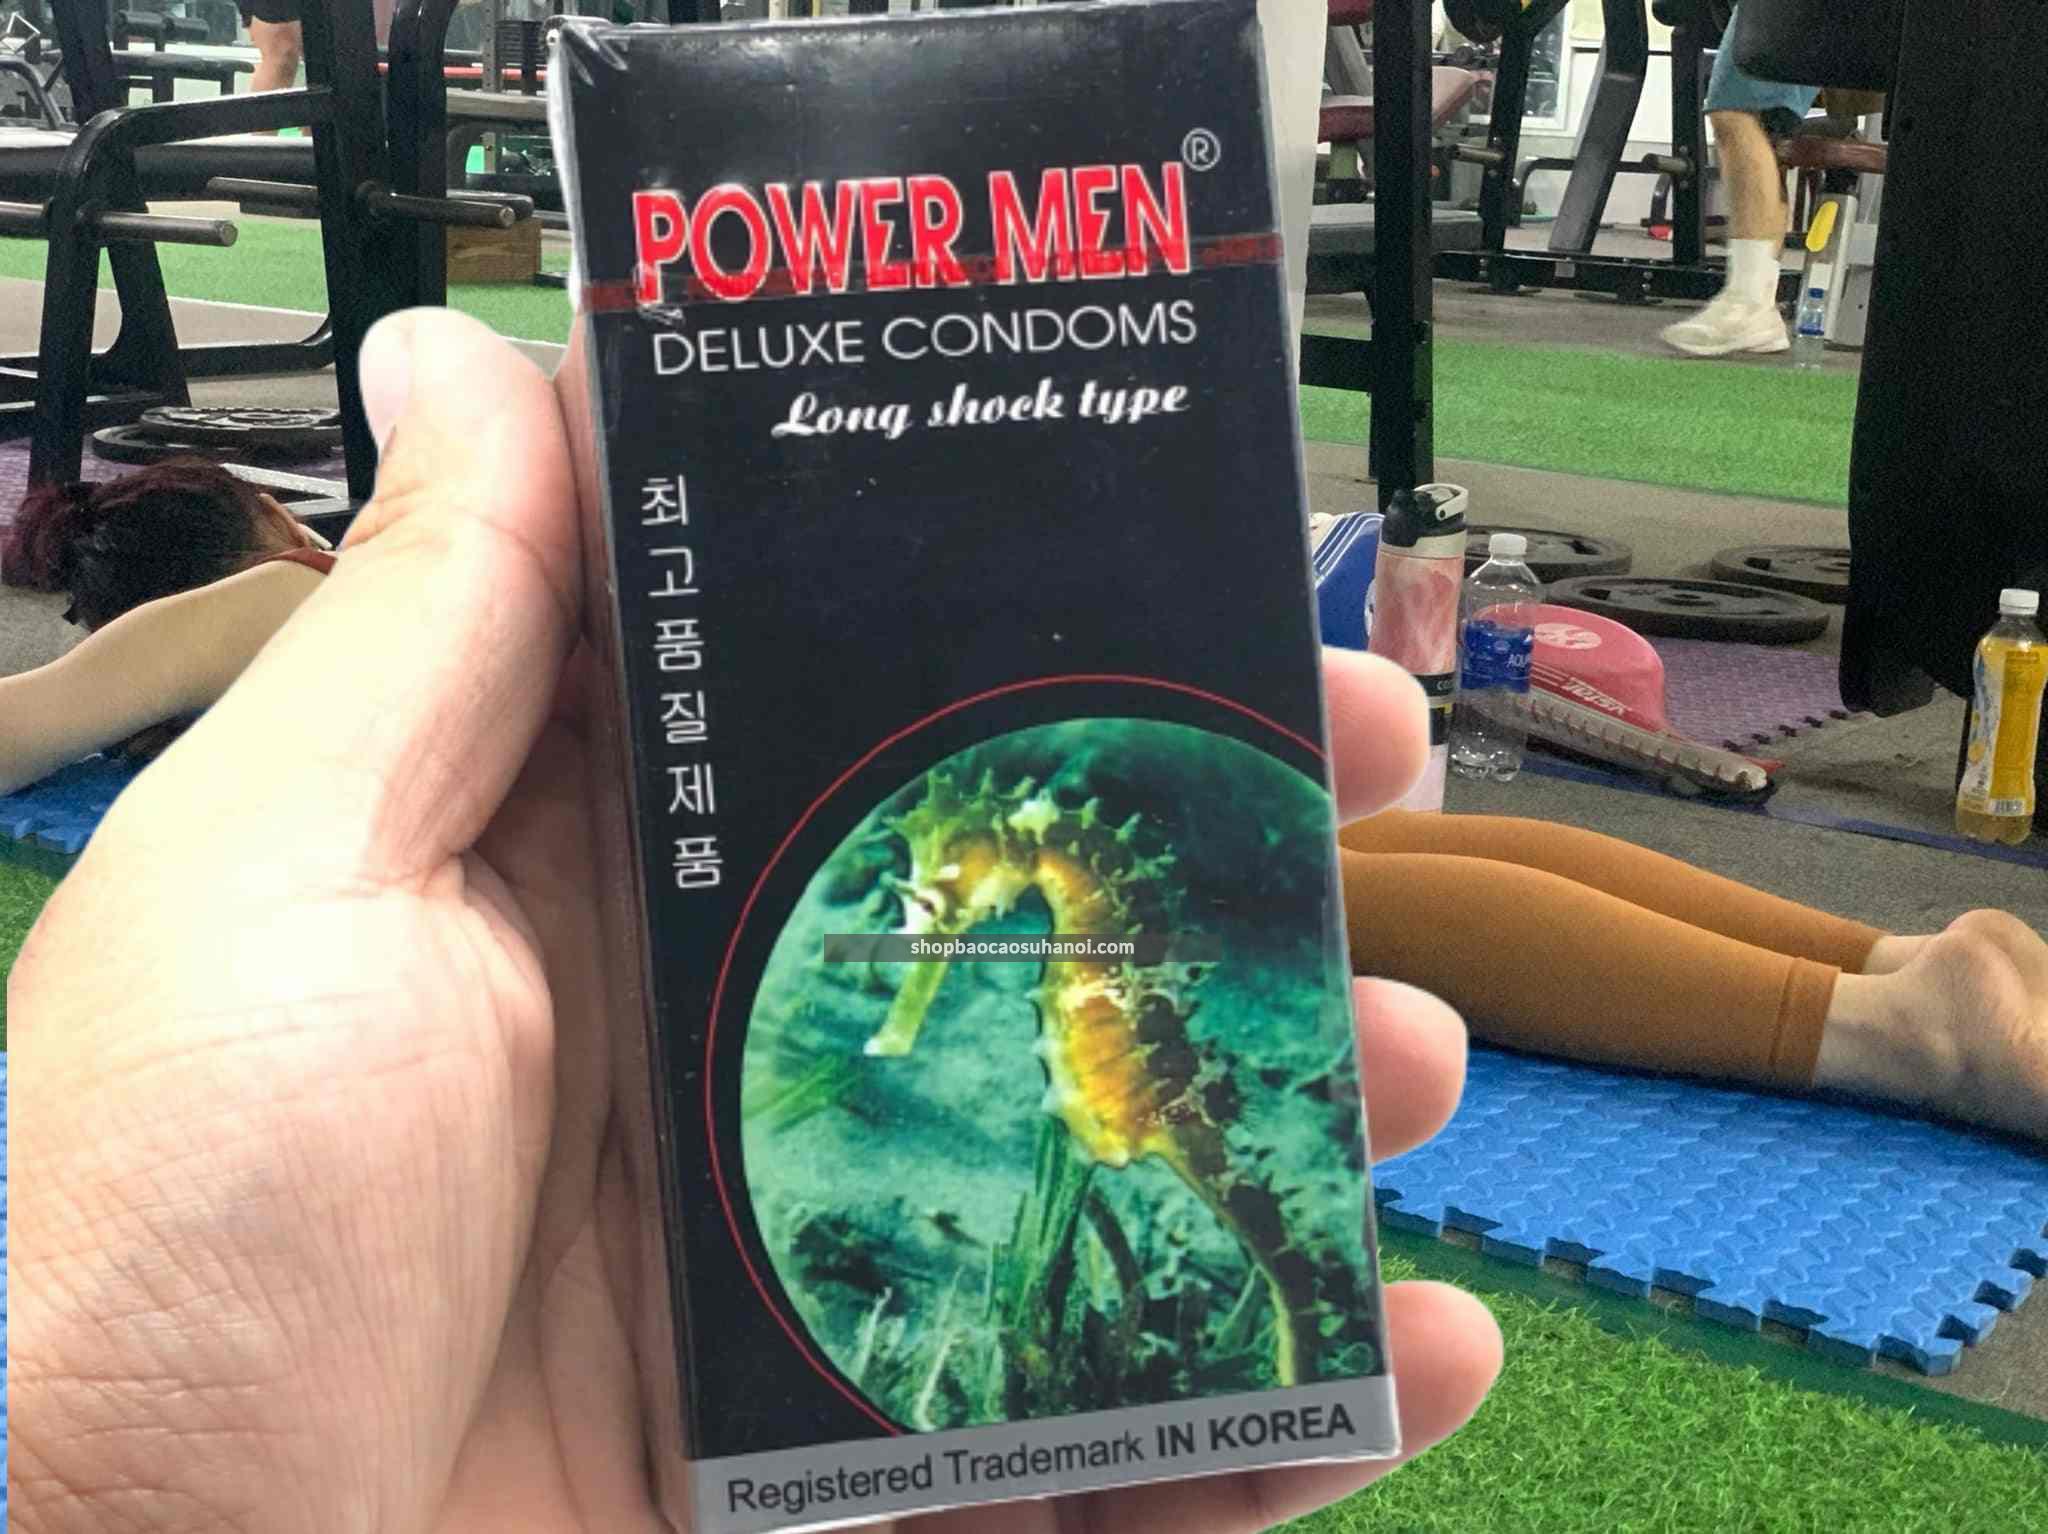 POWER MEN®
DELUXE CONDOMS
Long shock type
최고품질제품
shopbaocaosuhanoi.com
Registered Trademark IN KOREA